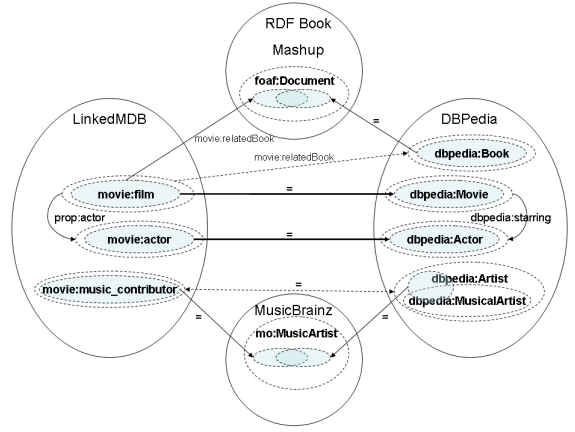 RDF Book
Mashup
foaf:Document
LinkedMDB
DBPedia
=
movie:relatedBook
movie:relatedBook
dbpedia:Book
movie:film
=
dbpedia:Movie
prop:actor
dbpedia:starring
movie:actor
=
dbpedia:Actor
dbpedia:Artist
movie:music_contributor
=
dbpedia:MusicalArtist
=
MusicBrainz
=
mo:MusicArtist